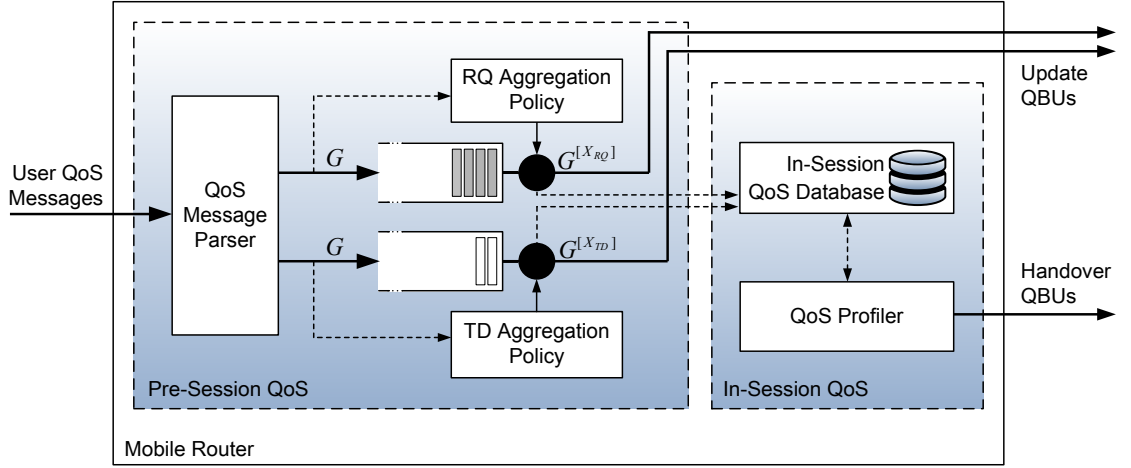 RQ Aggregation
Policy
Update
QBUs
G
G[X_RQ]
User QoS
Messages
QoS
Message
Parser
In-Session
QoS Database
G
G[X_TD]
Handover
QBUs
QoS Profiler
TD Aggregation
Policy
Pre-Session QoS
In-Session QoS
Mobile Router